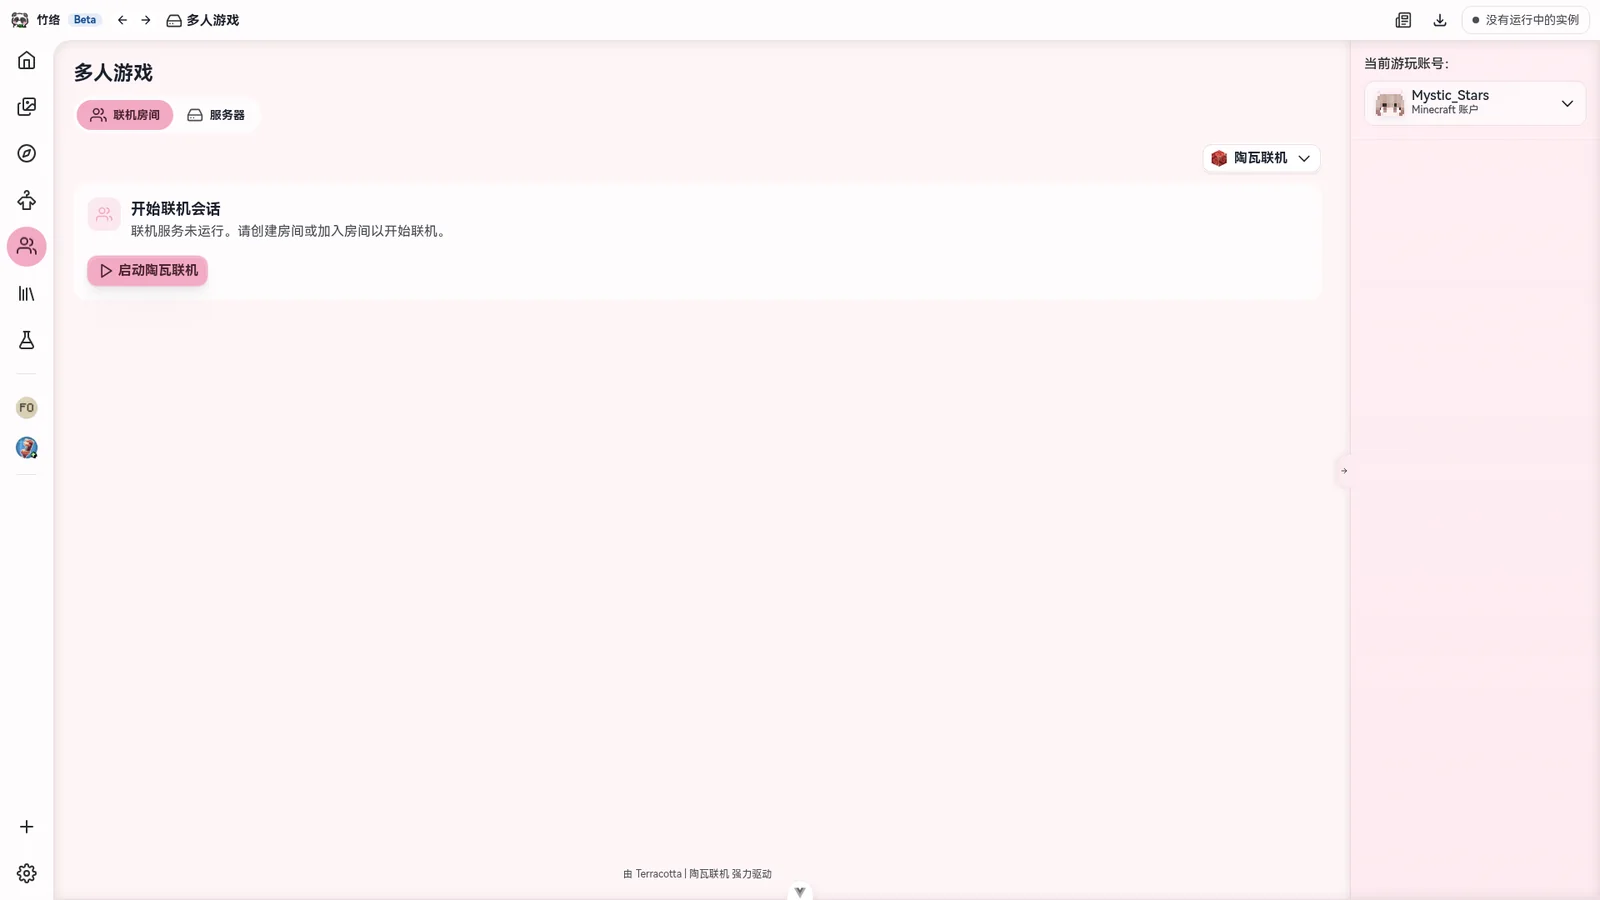 竹络 Beta 多人游戏 没有运行中的实例
当前游玩账号:
多人游戏
Mystic_Stars
Minecraft 账户
联机房间 服务器
陶瓦联机
开始联机会话
联机服务未运行。请创建房间或加入房间以开始联机。
启动陶瓦联机
FO
由 Terracotta | 陶瓦联机 强力驱动